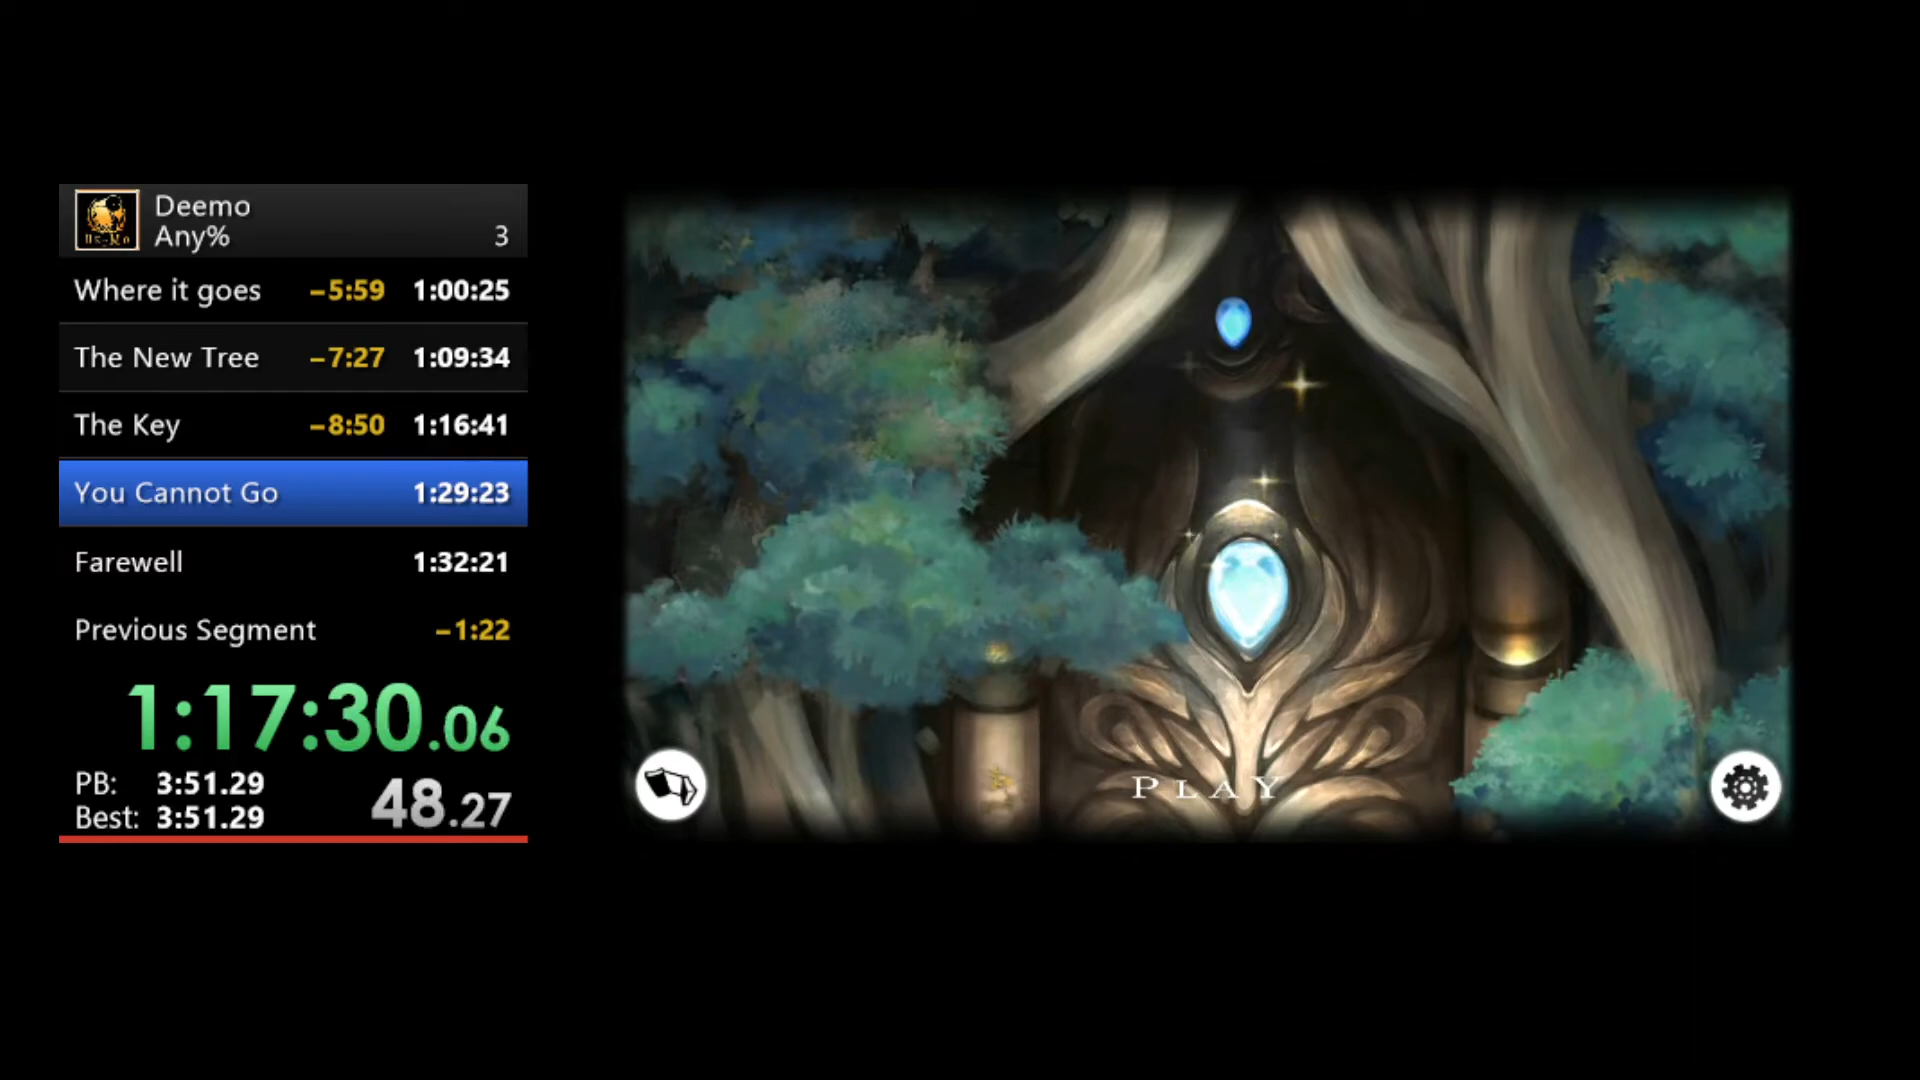 Deemo
Any% 3
Where it goes −5:59 1:00:25
The New Tree −7:27 1:09:34
The Key −8:50 1:16:41
You Cannot Go 1:29:23
Farewell 1:32:21
Previous Segment −1:22
1:17:30.06
PB: 3:51.29
Best: 3:51.29
48.27
PLAY